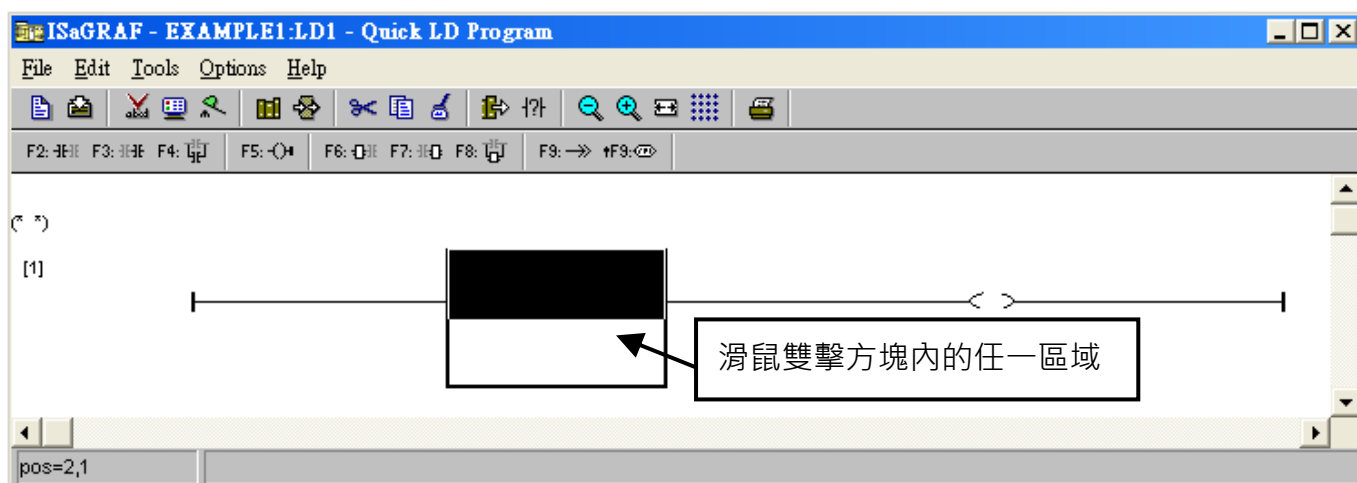 ISaGRAF - EXAMPLE1:LD1 - Quick LD Program
File Edit Tools Options Help
F2: F3: F4: F5: F6: F7: F8: F9: F9:
(* *)
[1]
滑鼠雙擊方塊內的任一區域
pos=2,1